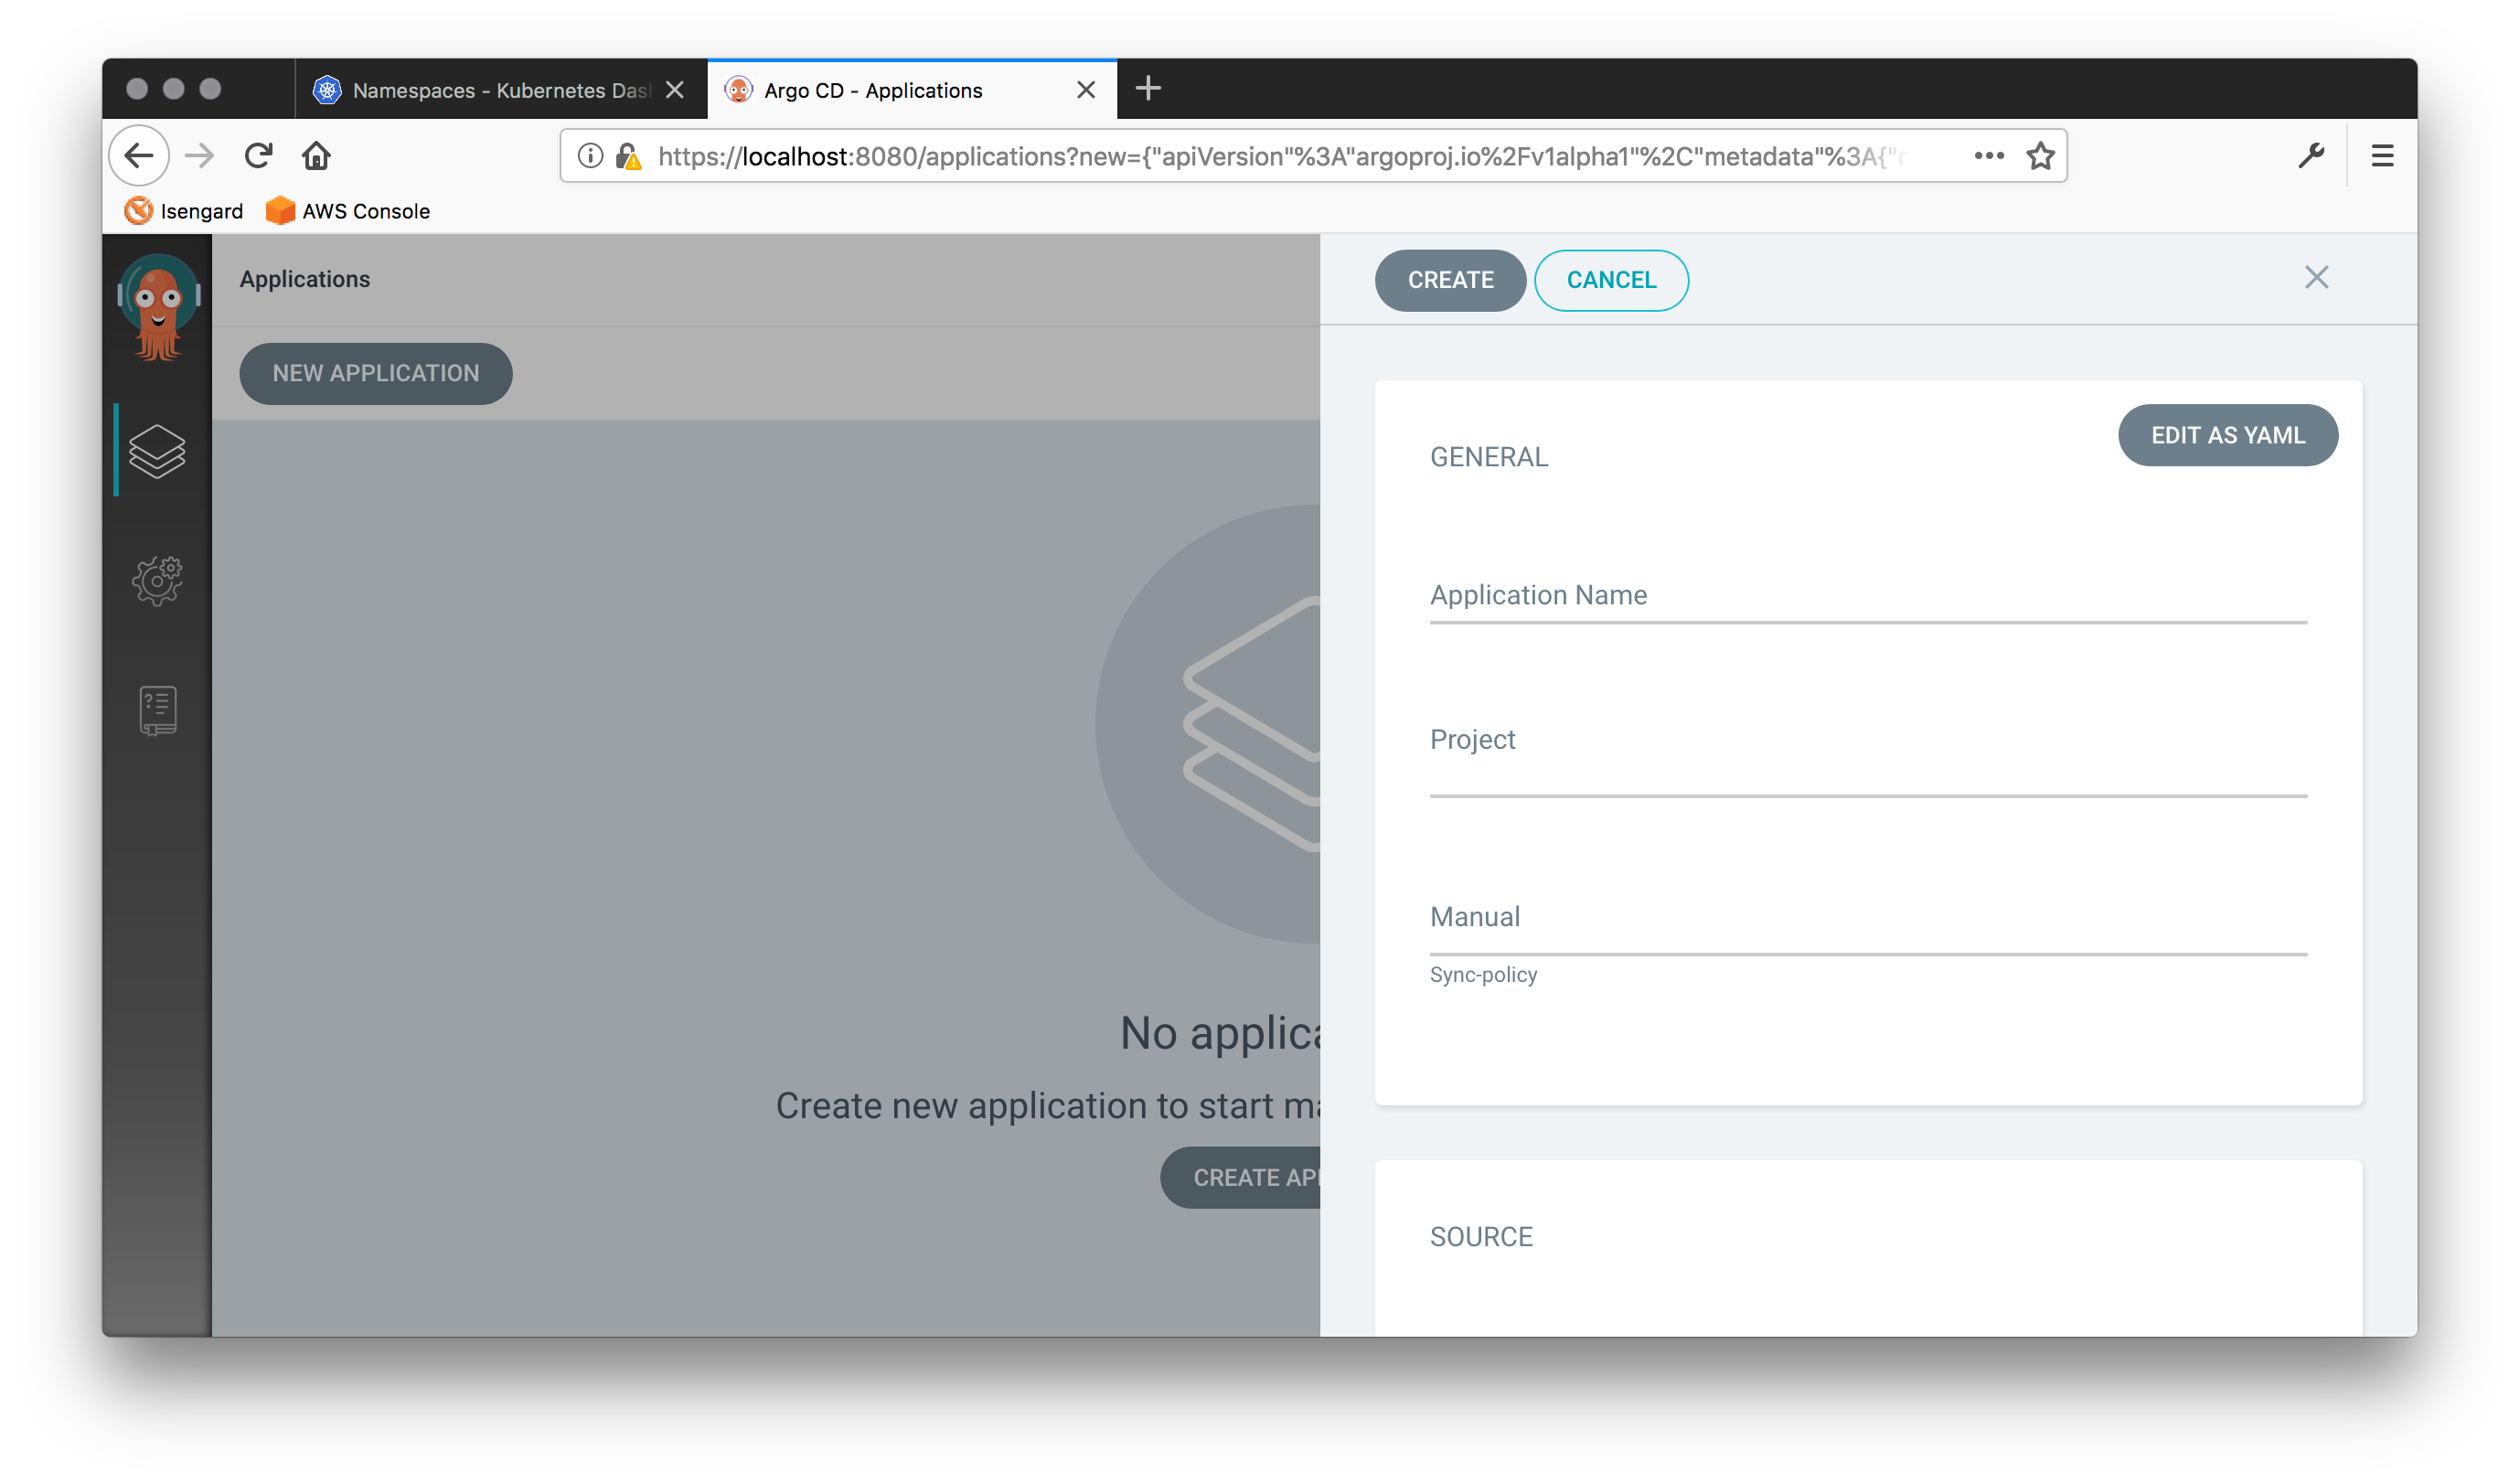 Namespaces - Kubernetes Das
Argo CD - Applications
https://localhost:8080/applications?new={"apiVersion"%3A"argoproj.io%2Fv1alpha1"%2C"metadata"%3A{"
Isengard
AWS Console
Applications
NEW APPLICATION
No applica
Create new application to start ma
CREATE APP
CREATE
CANCEL
GENERAL
EDIT AS YAML
Application Name
Project
Manual
Sync-policy
SOURCE